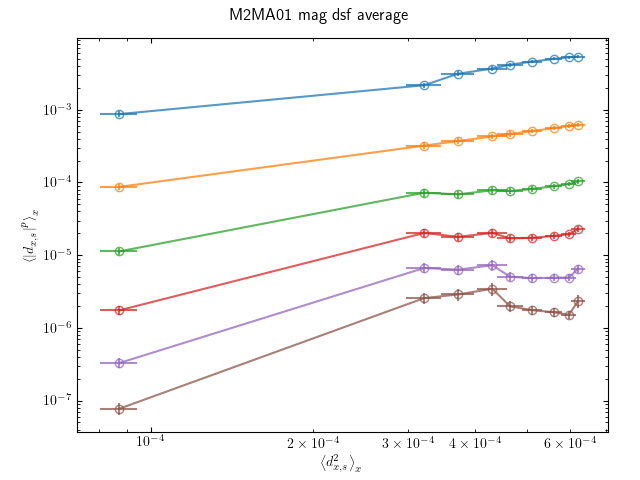 M2MA01 mag dsf average
10⁻³
10⁻⁴
10⁻⁵
10⁻⁶
10⁻⁷
⟨|d_{x,s}|^p⟩_x
10⁻⁴
2 × 10⁻⁴
3 × 10⁻⁴
4 × 10⁻⁴
6 × 10⁻⁴
⟨d²_{x,s}⟩_x